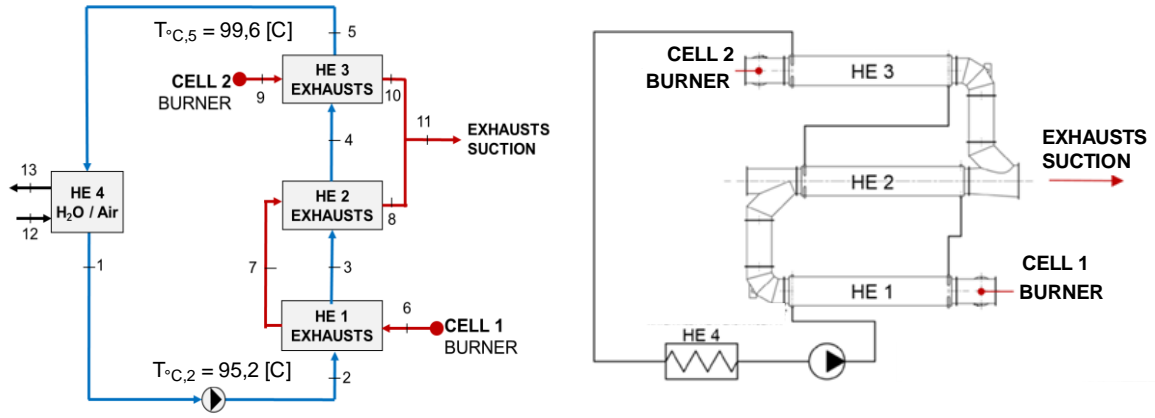 T°C,5 = 99,6 [C]
5
CELL 2
BURNER
9
HE 3
EXHAUSTS
10
11
EXHAUSTS
SUCTION
4
13
HE 4
H2O / Air
12
HE 2
EXHAUSTS
8
1
7
3
6
HE 1
EXHAUSTS
CELL 1
BURNER
T°C,2 = 95,2 [C]
2
CELL 2
BURNER
HE 3
EXHAUSTS
SUCTION
HE 2
CELL 1
BURNER
HE 1
HE 4